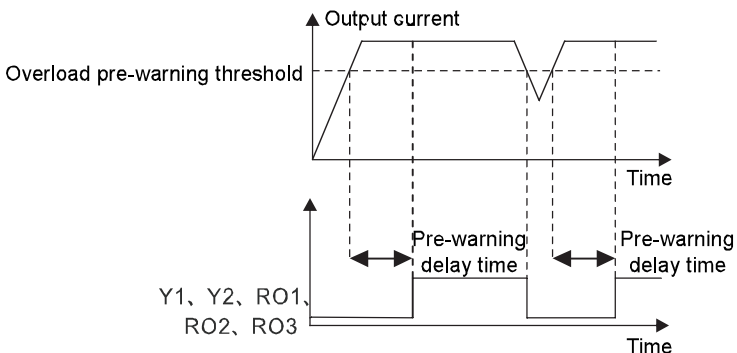 Output current
Overload pre-warning threshold
Time
Pre-warning
delay time
Pre-warning
delay time
Y1、Y2、RO1、
RO2、RO3
Time